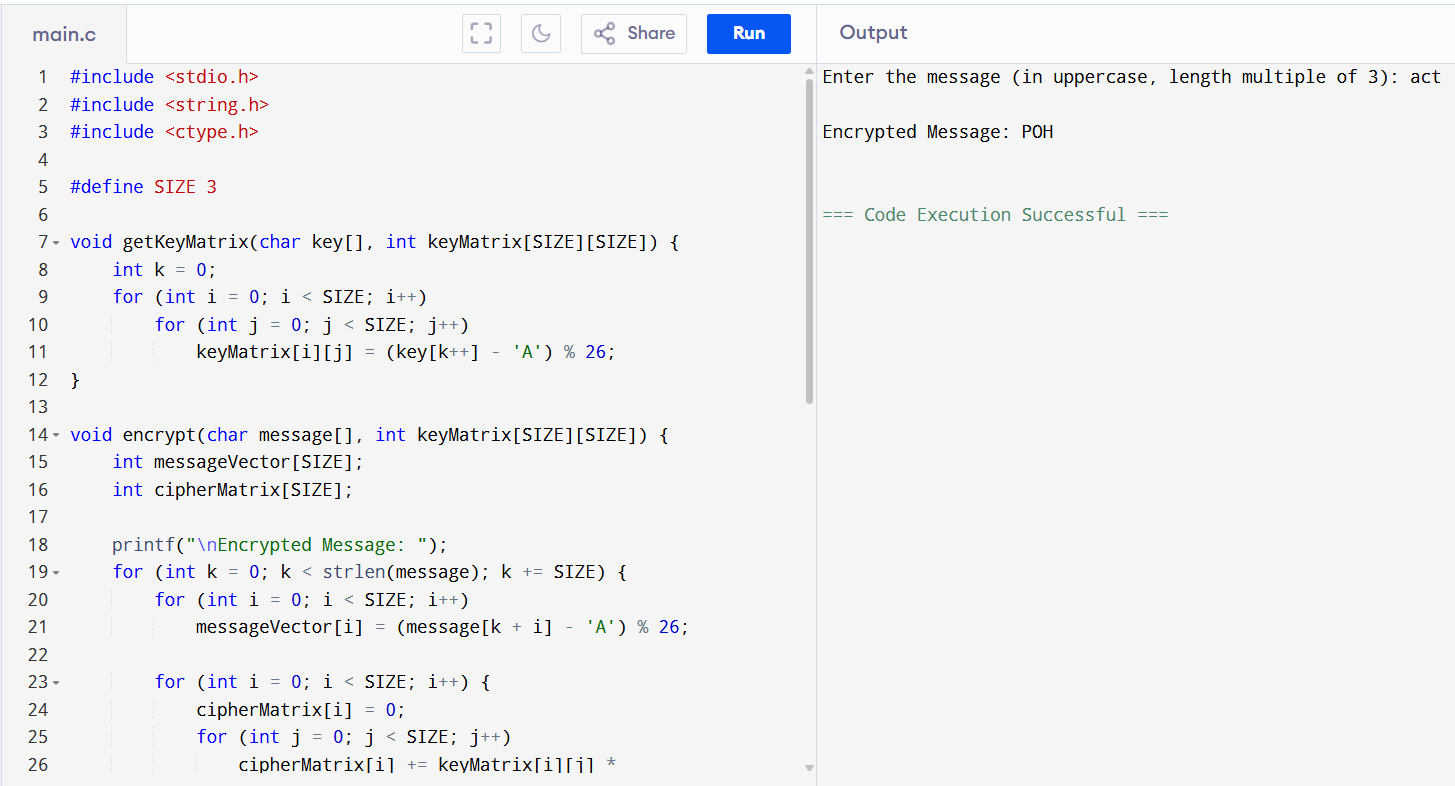 main.c
Share
Run
Output
1 #include <stdio.h>
2 #include <string.h>
3 #include <ctype.h>
4
5 #define SIZE 3
6
7 void getKeyMatrix(char key[], int keyMatrix[SIZE][SIZE]) {
8     int k = 0;
9     for (int i = 0; i < SIZE; i++)
10         for (int j = 0; j < SIZE; j++)
11             keyMatrix[i][j] = (key[k++] - 'A') % 26;
12 }
13
14 void encrypt(char message[], int keyMatrix[SIZE][SIZE]) {
15     int messageVector[SIZE];
16     int cipherMatrix[SIZE];
17
18     printf("\nEncrypted Message: ");
19     for (int k = 0; k < strlen(message); k += SIZE) {
20         for (int i = 0; i < SIZE; i++)
21             messageVector[i] = (message[k + i] - 'A') % 26;
22
23         for (int i = 0; i < SIZE; i++) {
24             cipherMatrix[i] = 0;
25             for (int j = 0; j < SIZE; j++)
26                 cipherMatrix[i] += keyMatrix[i][j] *
Enter the message (in uppercase, length multiple of 3): act
Encrypted Message: POH
=== Code Execution Successful ===